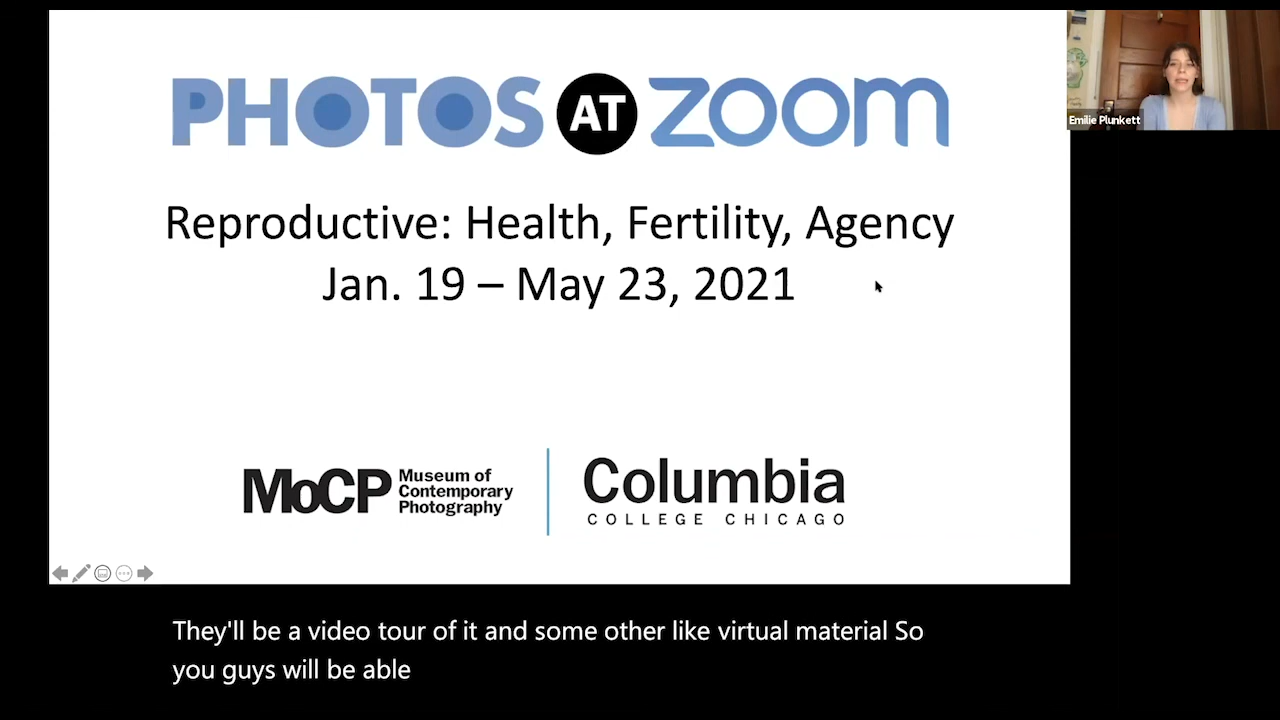 PHOTOS AT ZOOM
Reproductive: Health, Fertility, Agency
Jan. 19 – May 23, 2021
MoCP
Museum of
Contemporary
Photography
Columbia
COLLEGE CHICAGO
Emilie Plunkett
They'll be a video tour of it and some other like virtual material So
you guys will be able